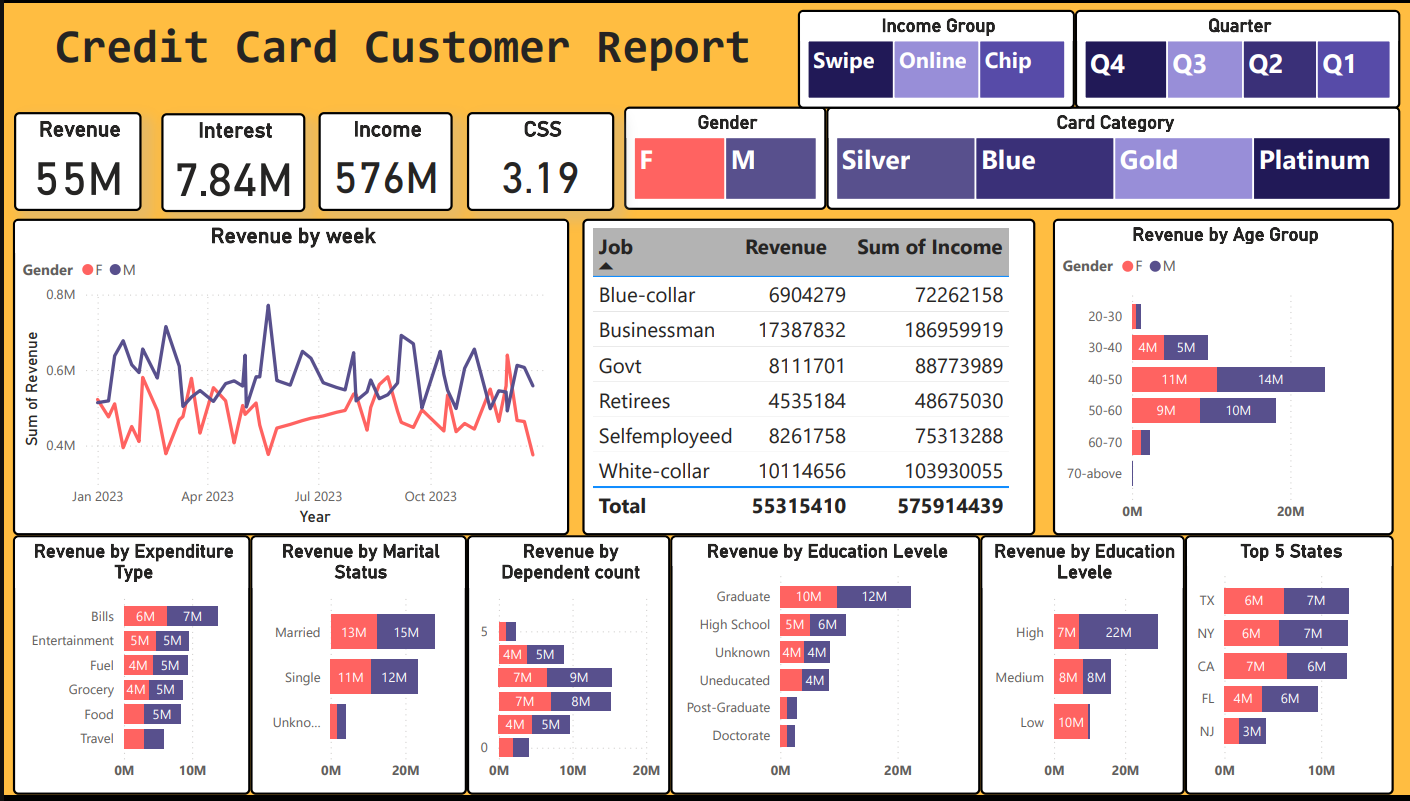 Credit Card Customer Report
Income Group
Swipe Online Chip
Quarter
Q4 Q3 Q2 Q1
Revenue
55M
Interest
7.84M
Income
576M
CSS
3.19
Gender
F M
Card Category
Silver Blue Gold Platinum
Revenue by week
Gender F M
Sum of Revenue
0.8M
0.6M
0.4M
Jan 2023 Apr 2023 Jul 2023 Oct 2023
Year
Job Revenue Sum of Income
Blue-collar 6904279 72262158
Businessman 17387832 186959919
Govt 8111701 88773989
Retirees 4535184 48675030
Selfemployeed 8261758 75313288
White-collar 10114656 103930055
Total 55315410 575914439
Revenue by Age Group
Gender F M
20-30
30-40 4M 5M
40-50 11M 14M
50-60 9M 10M
60-70
70-above
0M 20M
Revenue by Expenditure
Type
Bills 6M 7M
Entertainment 5M 5M
Fuel 4M 5M
Grocery 4M 5M
Food 5M
Travel
0M 10M
Revenue by Marital
Status
Married 13M 15M
Single 11M 12M
Unkno...
0M 20M
Revenue by
Dependent count
5
4M 5M
7M 9M
7M 8M
4M 5M
0
0M 10M 20M
Revenue by Education Levele
Graduate 10M 12M
High School 5M 6M
Unknown 4M 4M
Uneducated 4M
Post-Graduate
Doctorate
0M 20M
Revenue by Education
Levele
High 7M 22M
Medium 8M 8M
Low 10M
0M 20M
Top 5 States
TX 6M 7M
NY 6M 7M
CA 7M 6M
FL 4M 6M
NJ 3M
0M 10M